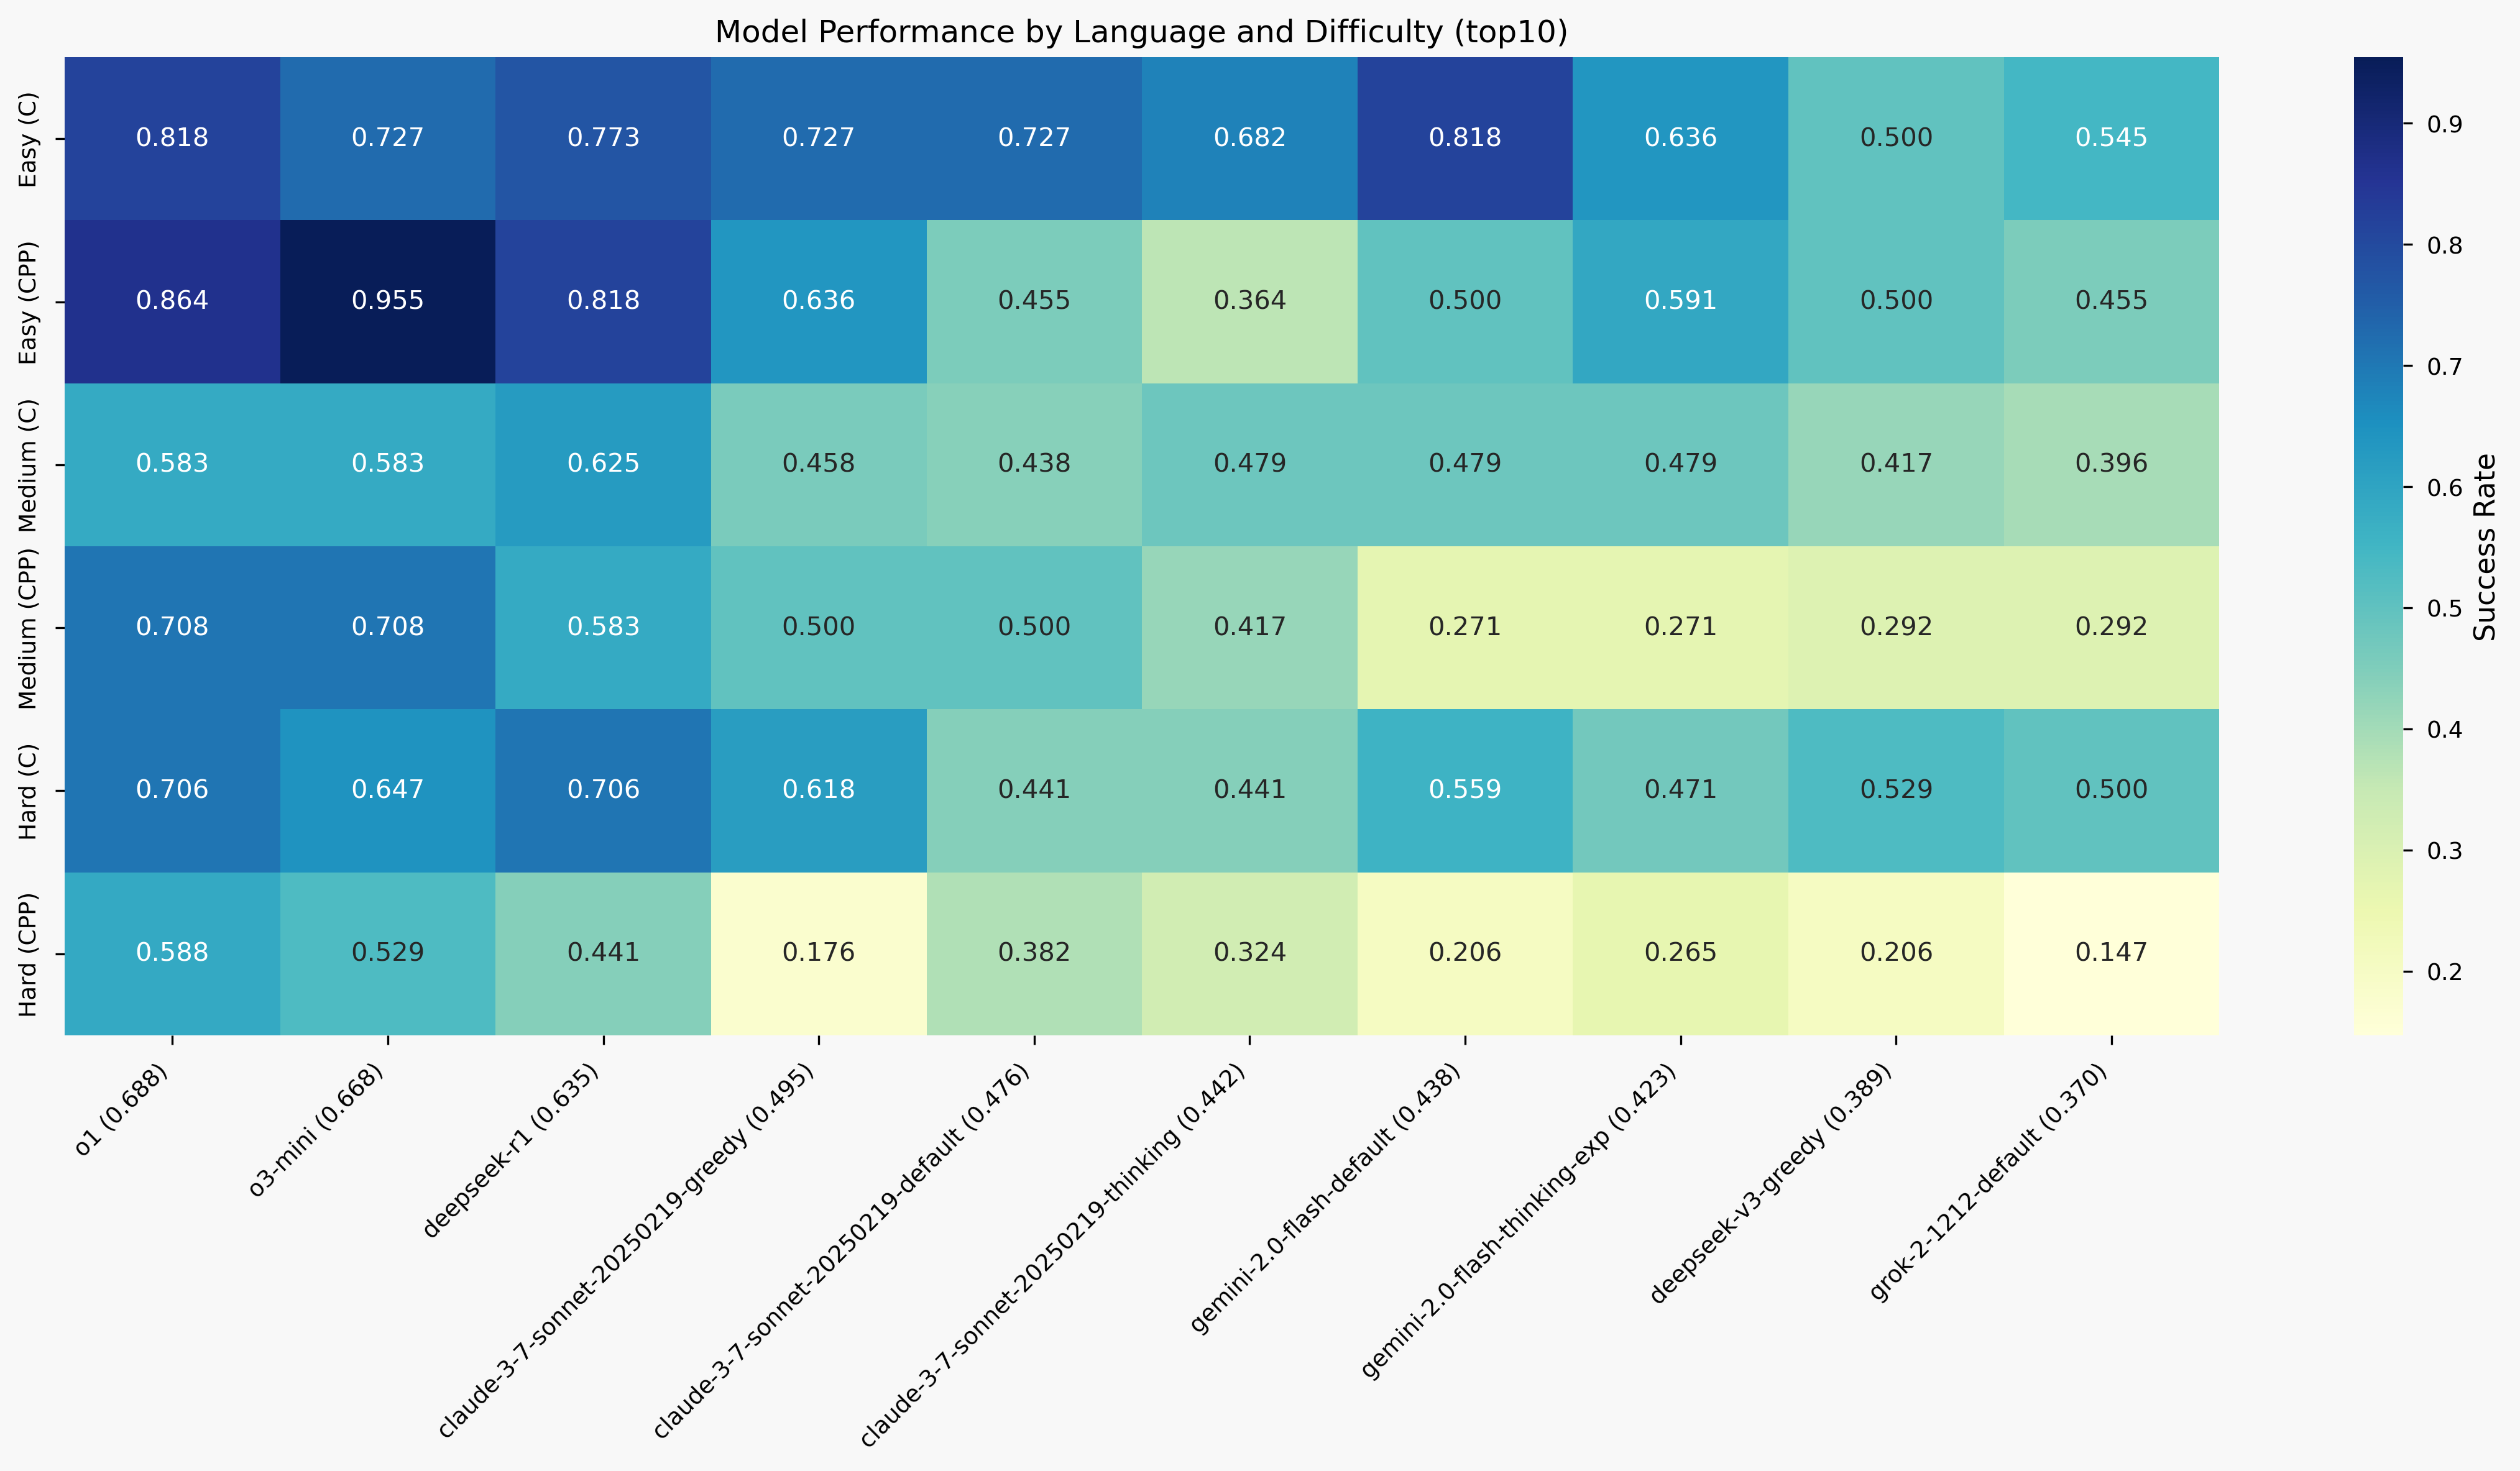 Model Performance by Language and Difficulty (top10)
Easy (C)
0.818 0.727 0.773 0.727 0.727 0.682 0.818 0.636 0.500 0.545
Easy (CPP)
0.864 0.955 0.818 0.636 0.455 0.364 0.500 0.591 0.500 0.455
Medium (C)
0.583 0.583 0.625 0.458 0.438 0.479 0.479 0.479 0.417 0.396
Medium (CPP)
0.708 0.708 0.583 0.500 0.500 0.417 0.271 0.271 0.292 0.292
Hard (C)
0.706 0.647 0.706 0.618 0.441 0.441 0.559 0.471 0.529 0.500
Hard (CPP)
0.588 0.529 0.441 0.176 0.382 0.324 0.206 0.265 0.206 0.147
o1 (0.688)
o3-mini (0.668)
deepseek-r1 (0.635)
claude-3-7-sonnet-20250219-greedy (0.495)
claude-3-7-sonnet-20250219-default (0.476)
claude-3-7-sonnet-20250219-thinking (0.442)
gemini-2.0-flash-default (0.438)
gemini-2.0-flash-thinking-exp (0.423)
deepseek-v3-greedy (0.389)
grok-2-1212-default (0.370)
0.9
0.8
0.7
0.6
0.5
0.4
0.3
0.2
Success Rate